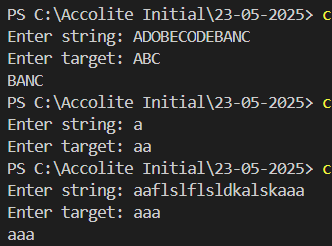 PS C:\Accolite Initial\23-05-2025> c
Enter string: ADOBECODEBANC
Enter target: ABC
BANC
PS C:\Accolite Initial\23-05-2025> c
Enter string: a
Enter target: aa
PS C:\Accolite Initial\23-05-2025> c
Enter string: aaflslflsldkalskaaa
Enter target: aaa
aaa